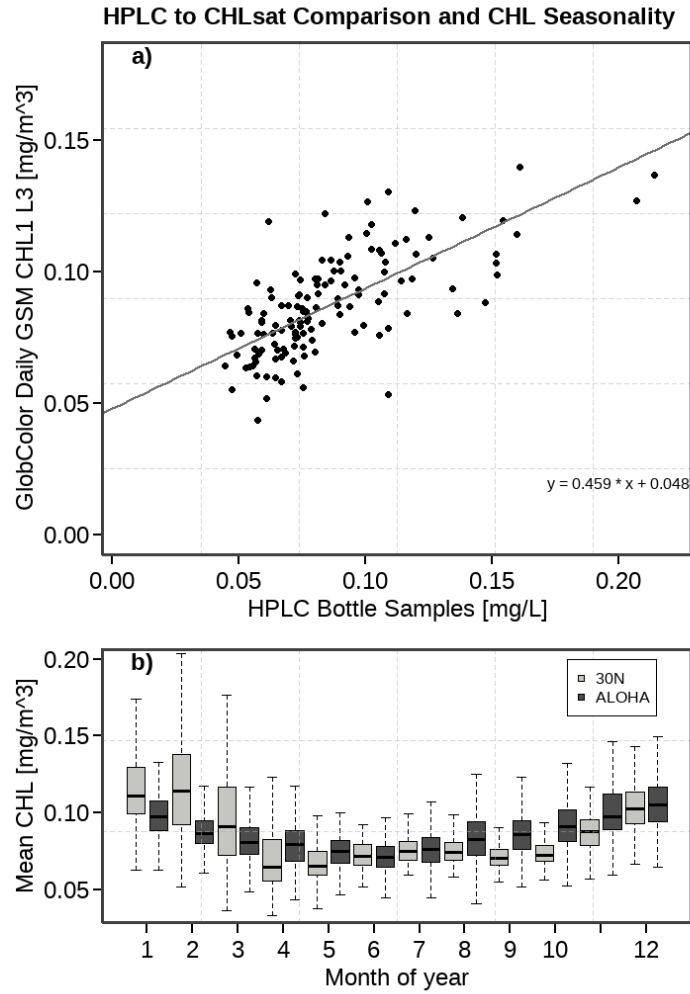 HPLC to CHLsat Comparison and CHL Seasonality
a)
GlobColor Daily GSM CHL1 L3 [mg/m^3]
0.15
0.10
0.05
0.00
y = 0.459 * x + 0.048
0.00 0.05 0.10 0.15 0.20
HPLC Bottle Samples [mg/L]
b)
Mean CHL [mg/m^3]
0.20
0.15
0.10
0.05
30N
ALOHA
1 2 3 4 5 6 7 8 9 10 12
Month of year